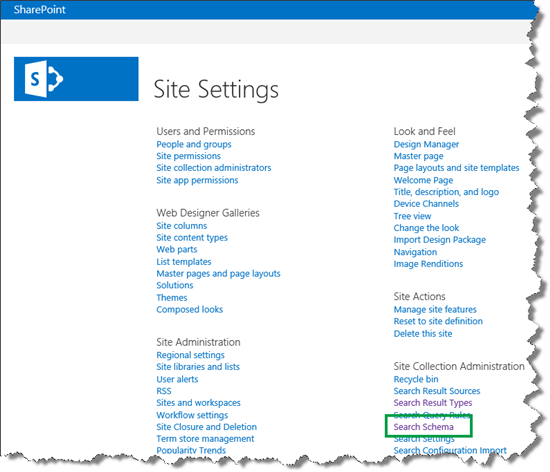 SharePoint
S
Site Settings
Users and Permissions
People and groups
Site permissions
Site collection administrators
Site app permissions
Web Designer Galleries
Site columns
Site content types
Web parts
List templates
Master pages and page layouts
Solutions
Themes
Composed looks
Site Administration
Regional settings
Site libraries and lists
User alerts
RSS
Sites and workspaces
Workflow settings
Site Closure and Deletion
Term store management
Popularity Trends
Look and Feel
Design Manager
Master page
Page layouts and site templates
Welcome Page
Title, description, and logo
Device Channels
Tree view
Change the look
Import Design Package
Navigation
Image Renditions
Site Actions
Manage site features
Reset to site definition
Delete this site
Site Collection Administration
Recycle bin
Search Result Sources
Search Result Types
Search Query Rules
Search Schema
Search Settings
Search Configuration Import